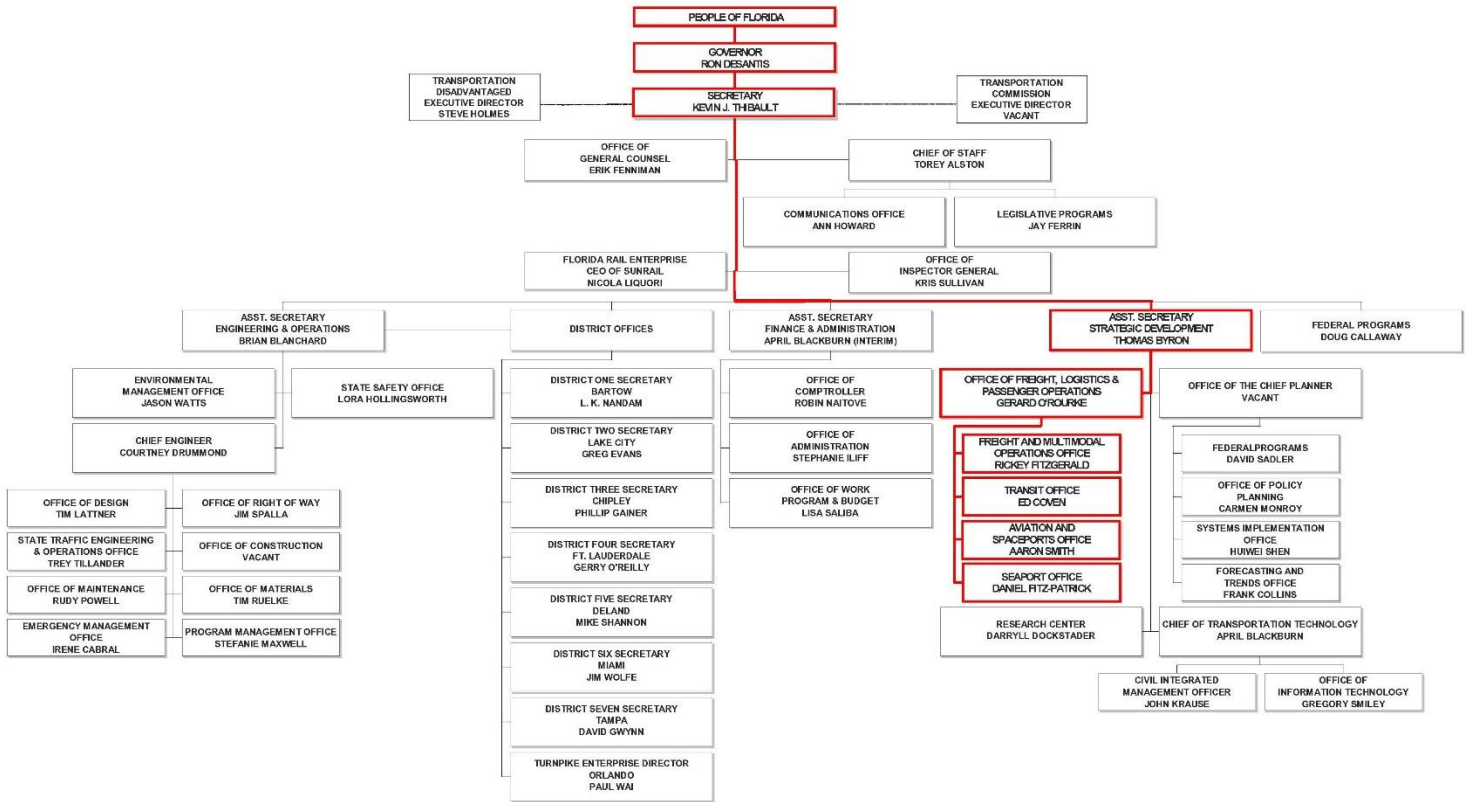 PEOPLE OF FLORIDA
GOVERNOR
RON DESANTIS
TRANSPORTATION
DISADVANTAGED
EXECUTIVE DIRECTOR
STEVE HOLMES
SECRETARY
KEVIN J. THIBAULT
TRANSPORTATION
COMMISSION
EXECUTIVE DIRECTOR
VACANT
OFFICE OF
GENERAL COUNSEL
ERIK FENNIMAN
CHIEF OF STAFF
TOREY ALSTON
COMMUNICATIONS OFFICE
ANN HOWARD
LEGISLATIVE PROGRAMS
JAY FERRIN
FLORIDA RAIL ENTERPRISE
CEO OF SUNRAIL
NICOLA LIQUORI
OFFICE OF
INSPECTOR GENERAL
KRIS SULLIVAN
ASST. SECRETARY
ENGINEERING & OPERATIONS
BRIAN BLANCHARD
DISTRICT OFFICES
ASST. SECRETARY
FINANCE & ADMINISTRATION
APRIL BLACKBURN (INTERIM)
ASST. SECRETARY
STRATEGIC DEVELOPMENT
THOMAS BYRON
FEDERAL PROGRAMS
DOUG CALLAWAY
ENVIRONMENTAL
MANAGEMENT OFFICE
JASON WATTS
STATE SAFETY OFFICE
LORA HOLLINGSWORTH
CHIEF ENGINEER
COURTNEY DRUMMOND
OFFICE OF DESIGN
TIM LATTNER
OFFICE OF RIGHT OF WAY
JIM SPALLA
STATE TRAFFIC ENGINEERING
& OPERATIONS OFFICE
TREY TILLANDER
OFFICE OF CONSTRUCTION
VACANT
OFFICE OF MAINTENANCE
RUDY POWELL
OFFICE OF MATERIALS
TIM RUELKE
EMERGENCY MANAGEMENT
OFFICE
IRENE CABRAL
PROGRAM MANAGEMENT OFFICE
STEFANIE MAXWELL
DISTRICT ONE SECRETARY
BARTOW
L. K. NANDAM
DISTRICT TWO SECRETARY
LAKE CITY
GREG EVANS
DISTRICT THREE SECRETARY
CHIPLEY
PHILLIP GAINER
DISTRICT FOUR SECRETARY
FT. LAUDERDALE
GERRY O'REILLY
DISTRICT FIVE SECRETARY
DELAND
MIKE SHANNON
DISTRICT SIX SECRETARY
MIAMI
JIM WOLFE
DISTRICT SEVEN SECRETARY
TAMPA
DAVID GWYNN
TURNPIKE ENTERPRISE DIRECTOR
ORLANDO
PAUL WAI
OFFICE OF
COMPTROLLER
ROBIN NAITOVE
OFFICE OF
ADMINISTRATION
STEPHANIE ILIFF
OFFICE OF WORK
PROGRAM & BUDGET
LISA SALIBA
OFFICE OF FREIGHT, LOGISTICS &
PASSENGER OPERATIONS
GERARD O'ROURKE
FREIGHT AND MULTIMODAL
OPERATIONS OFFICE
RICKEY FITZGERALD
TRANSIT OFFICE
ED COVEN
AVIATION AND
SPACEPORTS OFFICE
AARON SMITH
SEAPORT OFFICE
DANIEL FITZ-PATRICK
OFFICE OF THE CHIEF PLANNER
VACANT
FEDERALPROGRAMS
DAVID SADLER
OFFICE OF POLICY
PLANNING
CARMEN MONROY
SYSTEMS IMPLEMENTATION
OFFICE
HUIWEI SHEN
FORECASTING AND
TRENDS OFFICE
FRANK COLLINS
RESEARCH CENTER
DARRYLL DOCKSTADER
CHIEF OF TRANSPORTATION TECHNOLOGY
APRIL BLACKBURN
CIVIL INTEGRATED
MANAGEMENT OFFICER
JOHN KRAUSE
OFFICE OF
INFORMATION TECHNOLOGY
GREGORY SMILEY